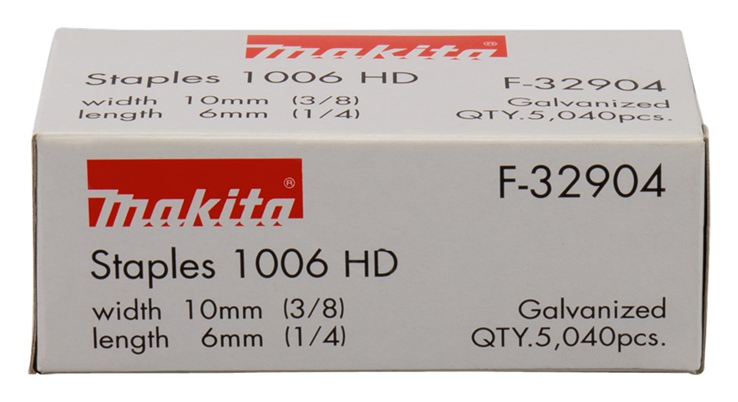 makita®
Staples 1006 HD F-32904
width 10mm (3/8) Galvanized
length 6mm (1/4) QTY.5,040pcs.
makita® F-32904
Staples 1006 HD
width 10mm (3/8) Galvanized
length 6mm (1/4) QTY.5,040pcs.